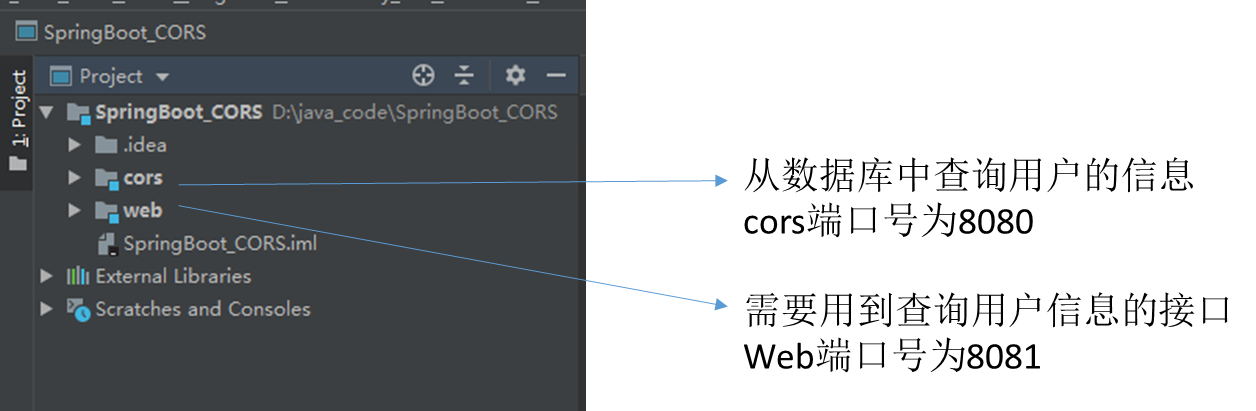 SpringBoot_CORS
1: Project
Project
SpringBoot_CORS D:\java_code\SpringBoot_CORS
.idea
cors
web
SpringBoot_CORS.iml
External Libraries
Scratches and Consoles
从数据库中查询用户的信息
cors端口号为8080
需要用到查询用户信息的接口
Web端口号为8081